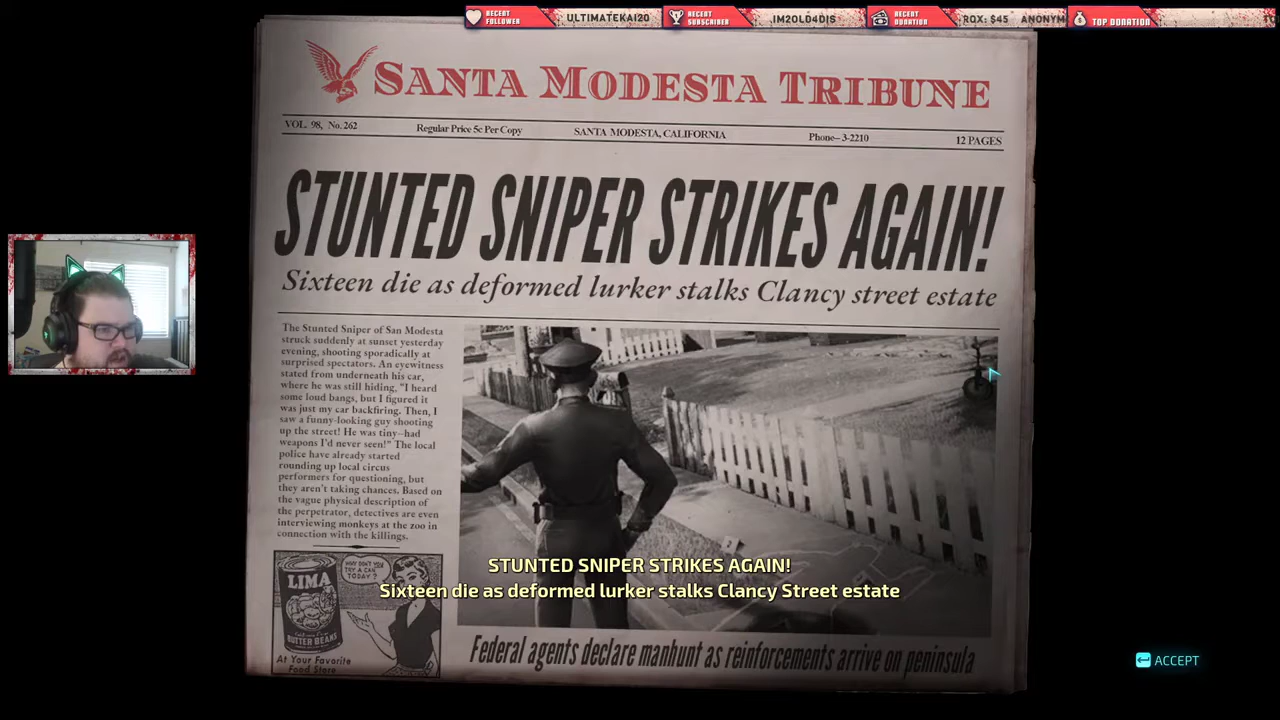 RECENT FOLLOWER
ULTIMATEKAI20
RECENT SUBSCRIBER
IM2OLD4DIS
RECENT DONATION
RQX: $45
ANONYM
TOP DONATION
SANTA MODESTA TRIBUNE
VOL. 98, No. 262
Regular Price 5c Per Copy
SANTA MODESTA, CALIFORNIA
Phone– 3-2210
12 PAGES
STUNTED SNIPER STRIKES AGAIN!
Sixteen die as deformed lurker stalks Clancy street estate
The Stunted Sniper of San Modesta
struck suddenly at sunset yesterday
evening, shooting sporadically at
surprised spectators. An eyewitness
stated from underneath his car,
where he was still hiding, "I heard
some loud bangs, but I figured it
was just my car backfiring. Then, I
saw a funny-looking guy shooting
up the street! He was tiny–had
weapons I'd never seen!" The local
police have already started
rounding up local circus
performers for questioning, but
they aren't taking chances. Based on
the vague physical description of
the perpetrator, detectives are even
interviewing monkeys at the zoo in
connection with the killings.
LIMA
BUTTER BEANS
WHY DON'T YOU
TRY A CAN
TODAY?
At Your Favorite
Food Store
STUNTED SNIPER STRIKES AGAIN!
Sixteen die as deformed lurker stalks Clancy Street estate
Federal agents declare manhunt as reinforcements arrive on peninsula
ACCEPT